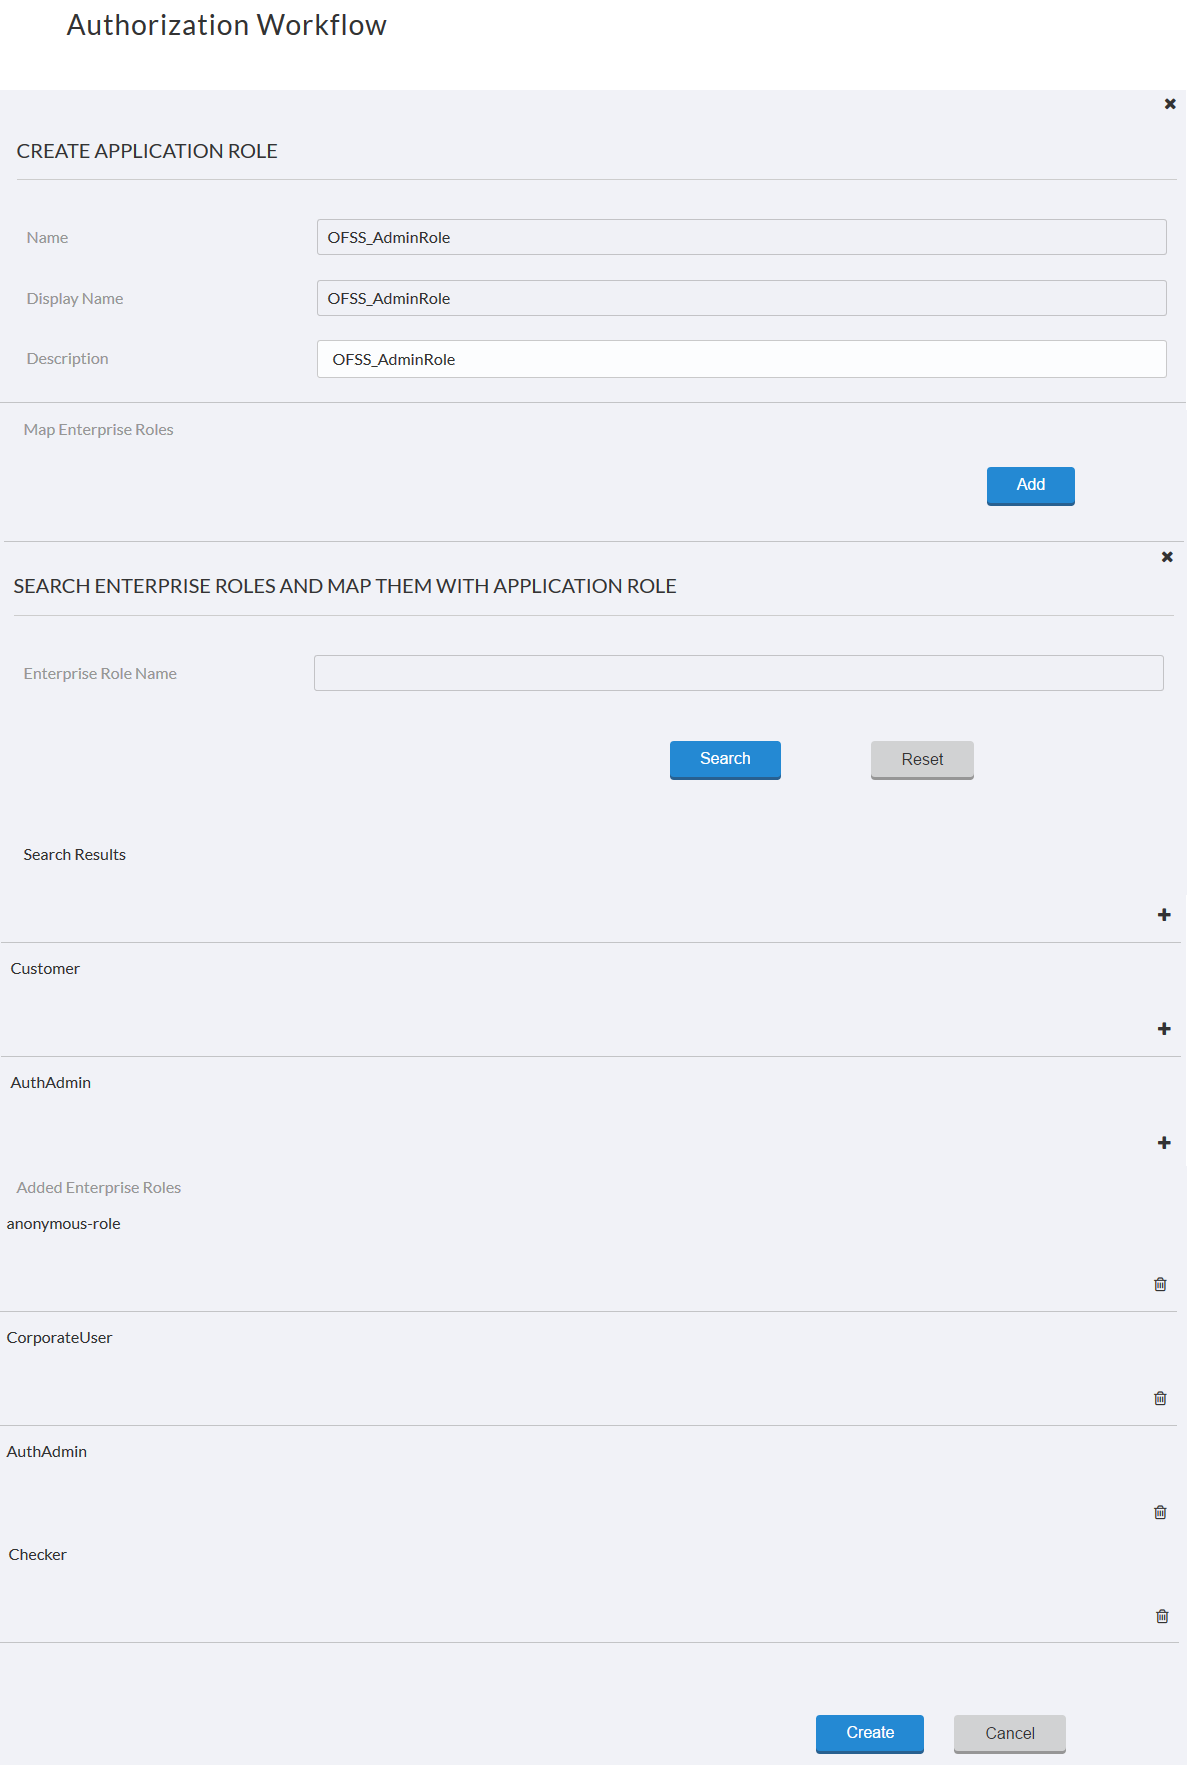 Authorization Workflow
CREATE APPLICATION ROLE
Name OFSS_AdminRole
Display Name OFSS_AdminRole
Description OFSS_AdminRole
Map Enterprise Roles
Add
SEARCH ENTERPRISE ROLES AND MAP THEM WITH APPLICATION ROLE
Enterprise Role Name
Search Reset
Search Results
Customer
AuthAdmin
Added Enterprise Roles
anonymous-role
CorporateUser
AuthAdmin
Checker
Create Cancel